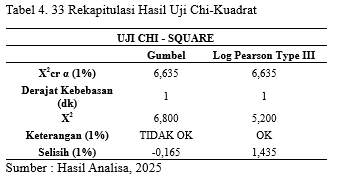 Tabel 4. 33 Rekapitulasi Hasil Uji Chi-Kuadrat
UJI CHI - SQUARE
Gumbel Log Pearson Type III
X²cr α (1%) 6,635 6,635
Derajat Kebebasan
(dk) 1 1
X² 6,800 5,200
Keterangan (1%) TIDAK OK OK
Selisih (1%) -0,165 1,435
Sumber : Hasil Analisa, 2025